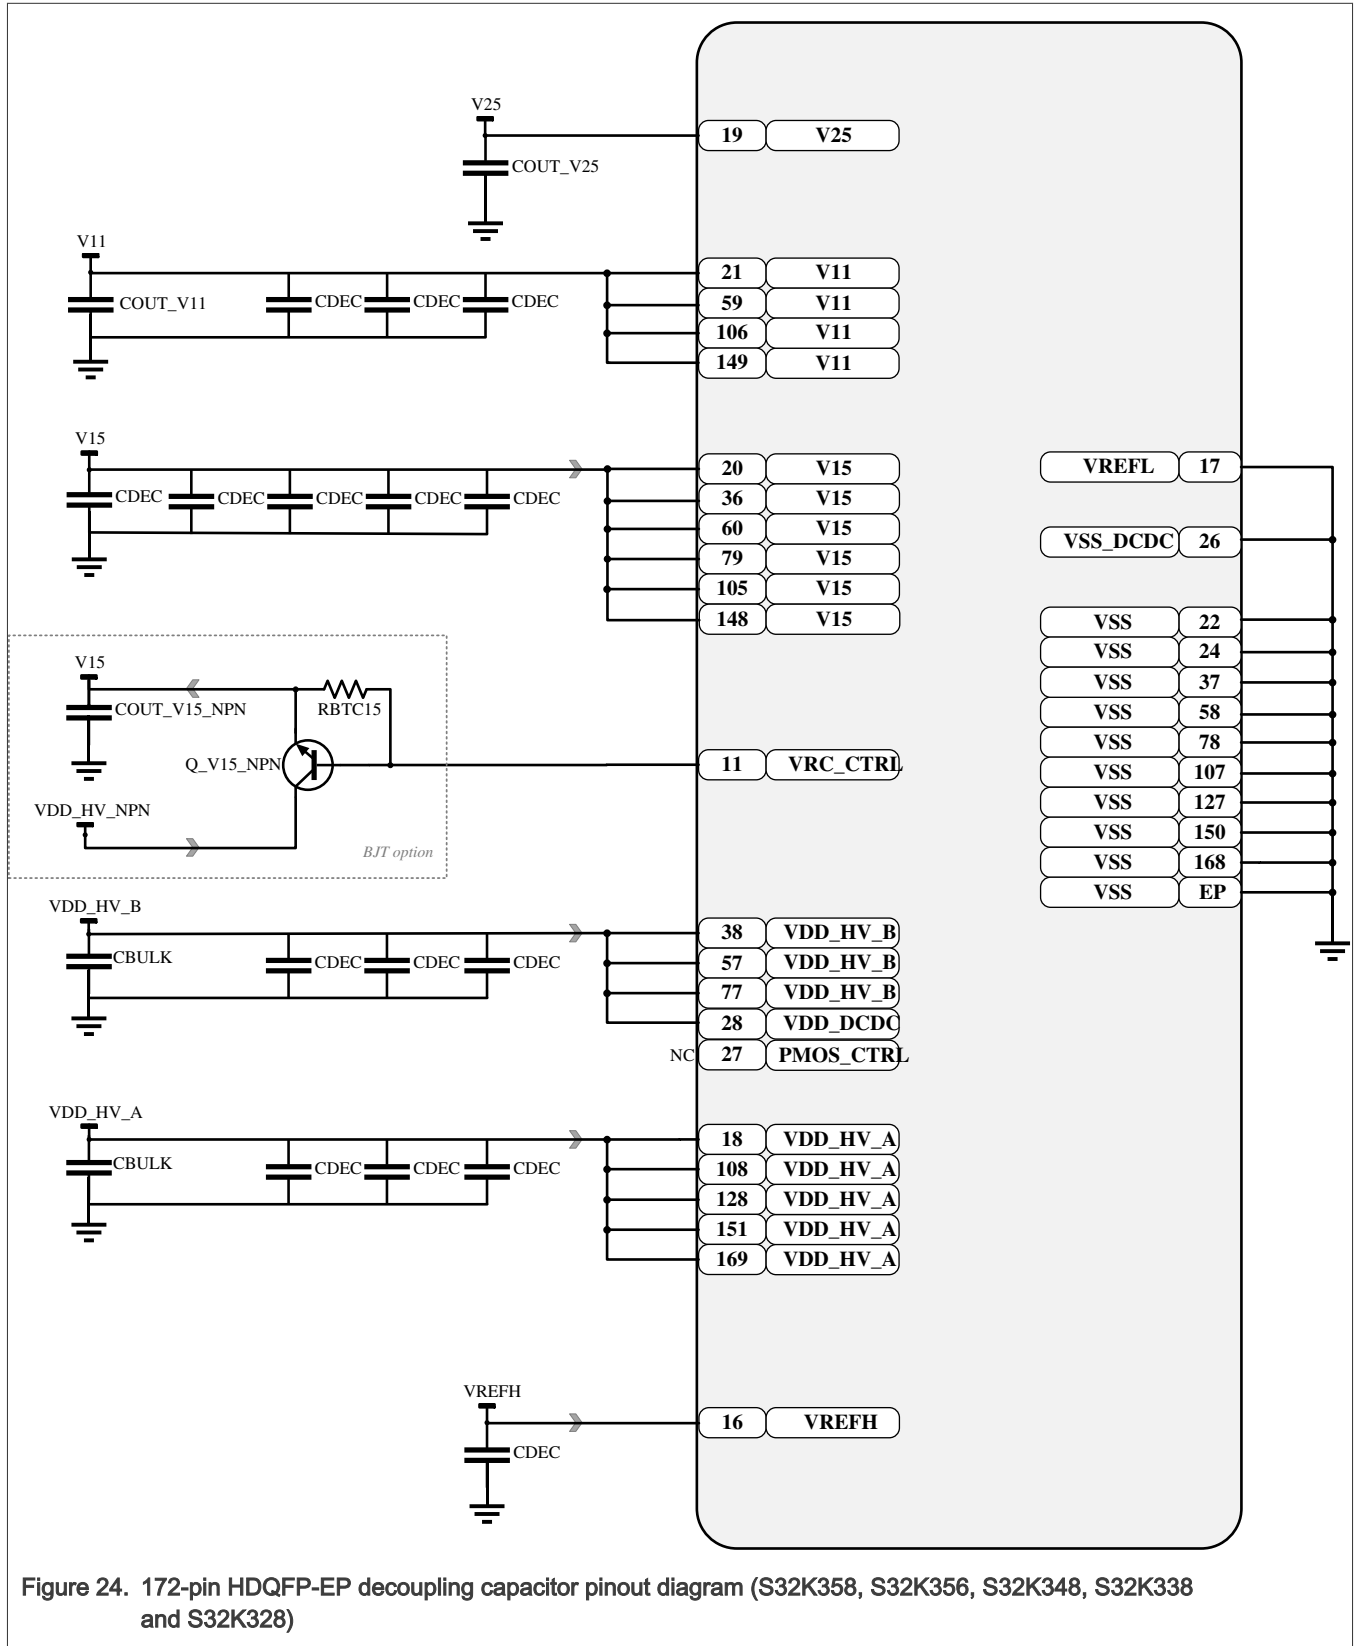 V25
19 V25
COUT_V25
V11
21 V11
COUT_V11 CDEC CDEC CDEC
59 V11
106 V11
149 V11
V15
20 V15
CDEC CDEC CDEC CDEC CDEC
36 V15
60 V15
79 V15
105 V15
148 V15
VREFL 17
VSS_DCDC 26
VSS 22
VSS 24
VSS 37
VSS 58
VSS 78
VSS 107
VSS 127
VSS 150
VSS 168
VSS EP
V15
COUT_V15_NPN RBTC15
Q_V15_NPN
11 VRC_CTRL
VDD_HV_NPN
BJT option
VDD_HV_B
38 VDD_HV_B
CBULK CDEC CDEC CDEC
57 VDD_HV_B
77 VDD_HV_B
28 VDD_DCDC
NC 27 PMOS_CTRL
VDD_HV_A
18 VDD_HV_A
CBULK CDEC CDEC CDEC
108 VDD_HV_A
128 VDD_HV_A
151 VDD_HV_A
169 VDD_HV_A
VREFH
16 VREFH
CDEC
Figure 24. 172-pin HDQFP-EP decoupling capacitor pinout diagram (S32K358, S32K356, S32K348, S32K338
and S32K328)